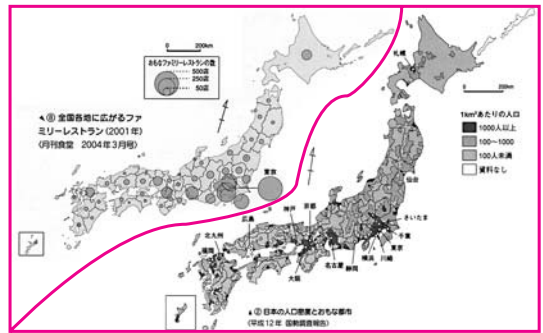 0 200km
おもなファミリーレストランの数
500店
250店
50店
⑧ 全国各地に広がるファ
ミリーレストラン(2001年)
(月刊食堂 2004年3月号)
東京
札幌
0 200km
1km²あたりの人口
1000人以上
100〜1000
100人未満
資料なし
仙台
さいたま
千葉
東京
川崎
横浜
静岡
名古屋
大阪
京都
神戸
広島
北九州
福岡
② 日本の人口密度とおもな都市
(平成12年 国勢調査報告)